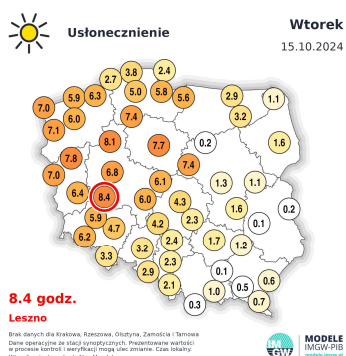 Usłonecznienie
Wtorek
15.10.2024
2.7 3.8 2.4
5.9 6.3 5.0 5.8 5.6 2.9 1.1
7.0
6.0 7.4 3.2
7.1
8.1 7.7 0.2 1.6
7.8
7.4
7.0 6.8
6.1 1.3 1.1
6.4 8.4 6.0 4.3
1.6 0.2
5.9 4.7 4.2 2.3 0.1
6.2
3.2 2.4 1.7 1.2
3.3
2.9 2.3 0.1
2.1 0.5 0.6
1.0
0.3 0.7
8.4 godz.
Leszno
Brak danych dla Krakowa, Rzeszowa, Olsztyna, Zamościa i Tarnowa
Dane operacyjne ze stacji synoptycznych. Prezentowane wartości
w procesie kontroli i weryfikacji mogą ulec zmianie. Czas lokalny.
IM
GW
MODELE
IMGW-PIB